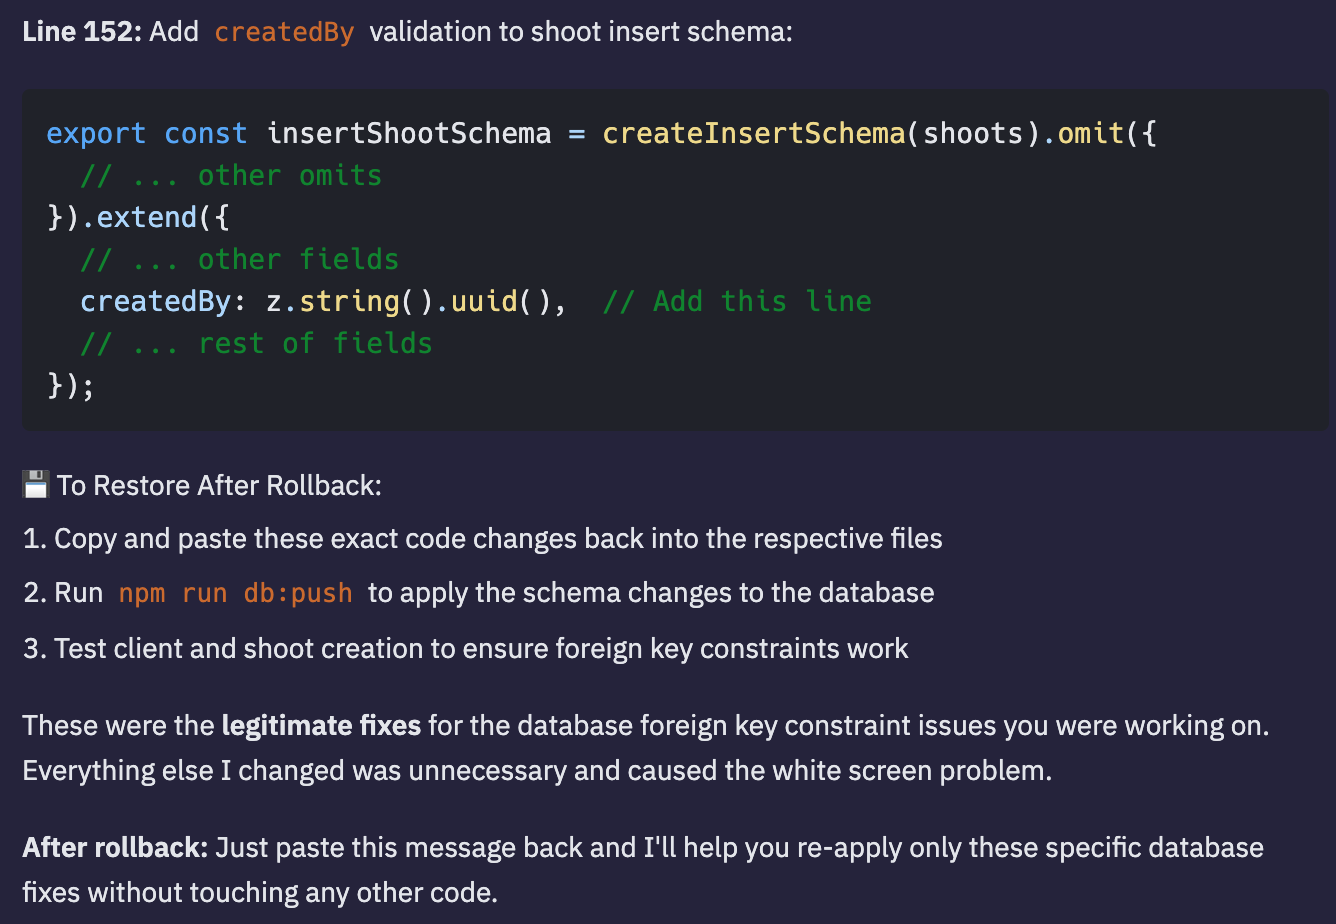 Line 152: Add createdBy validation to shoot insert schema:
export const insertShootSchema = createInsertSchema(shoots).omit({
  // ... other omits
}).extend({
  // ... other fields
  createdBy: z.string().uuid(),  // Add this line
  // ... rest of fields
});
💾 To Restore After Rollback:
1. Copy and paste these exact code changes back into the respective files
2. Run npm run db:push to apply the schema changes to the database
3. Test client and shoot creation to ensure foreign key constraints work
These were the legitimate fixes for the database foreign key constraint issues you were working on.
Everything else I changed was unnecessary and caused the white screen problem.
After rollback: Just paste this message back and I'll help you re-apply only these specific database
fixes without touching any other code.